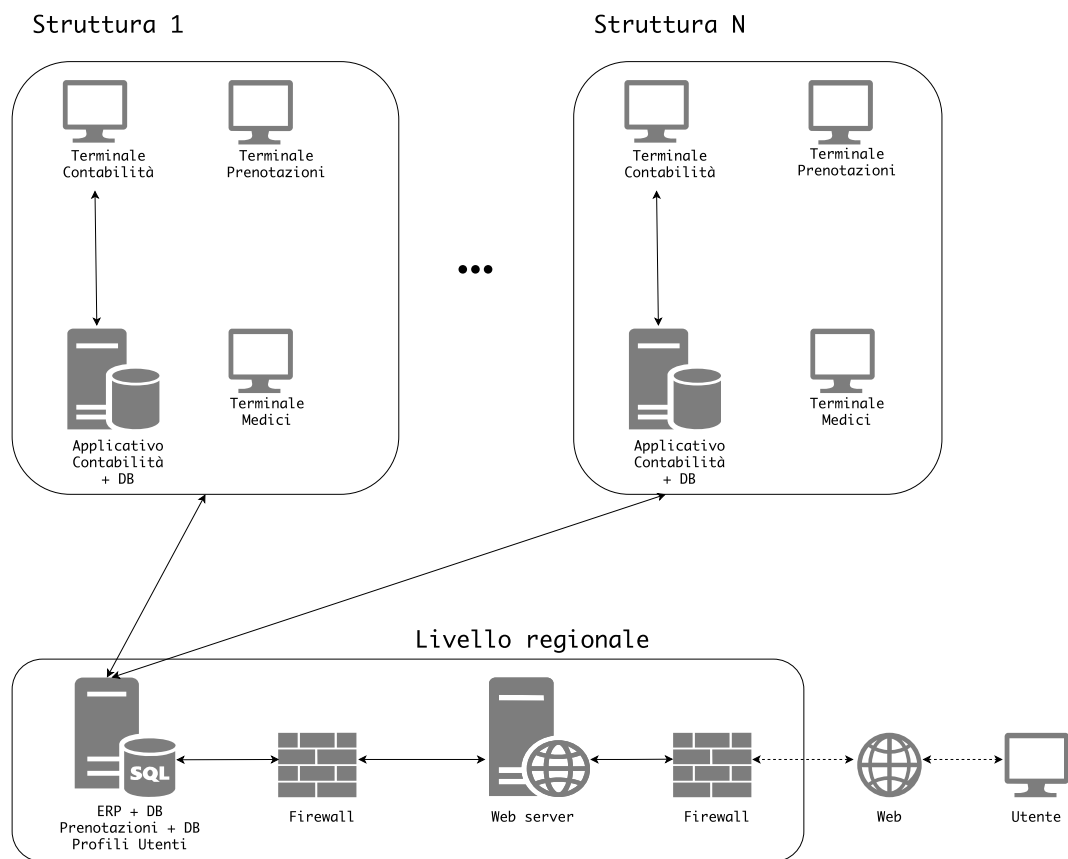 Struttura 1
Struttura N
Terminale
Contabilità
Terminale
Prenotazioni
Terminale
Contabilità
Terminale
Prenotazioni
Applicativo
Contabilità
+ DB
Terminale
Medici
Applicativo
Contabilità
+ DB
Terminale
Medici
Livello regionale
SQL
ERP + DB
Prenotazioni + DB
Profili Utenti
Firewall
Web server
Firewall
Web
Utente